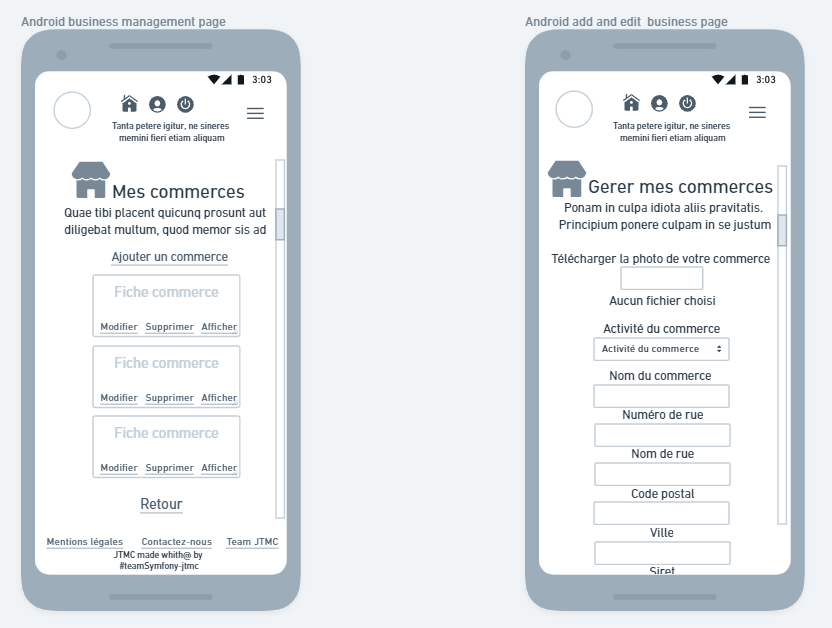 Android business management page
3:03
Tanta petere igitur, ne sineres
memini fieri etiam aliquam
Mes commerces
Quae tibi placent quicunq prosunt aut
diligebat multum, quod memor sis ad
Ajouter un commerce
Fiche commerce
Modifier Supprimer Afficher
Fiche commerce
Modifier Supprimer Afficher
Fiche commerce
Modifier Supprimer Afficher
Retour
Mentions légales Contactez-nous Team JTMC
JTMC made whith@ by
#teamSymfony-jtmc
Android add and edit business page
3:03
Tanta petere igitur, ne sineres
memini fieri etiam aliquam
Gerer mes commerces
Ponam in culpa idiota aliis pravitatis.
Principium ponere culpam in se justum
Télécharger la photo de votre commerce
Aucun fichier choisi
Activité du commerce
Activité du commerce
Nom du commerce
Numéro de rue
Nom de rue
Code postal
Ville
Siret